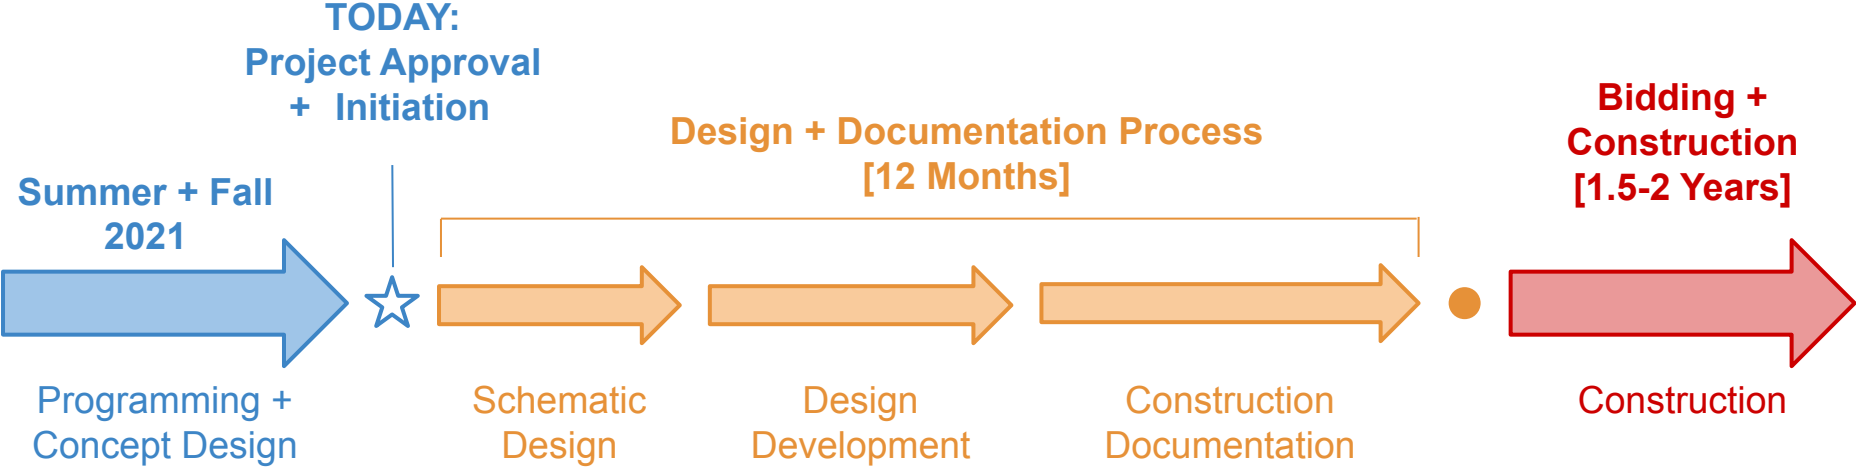 TODAY:
Project Approval
+ Initiation
Summer + Fall
2021
Design + Documentation Process
[12 Months]
Bidding +
Construction
[1.5-2 Years]
Programming +
Concept Design
Schematic
Design
Design
Development
Construction
Documentation
Construction